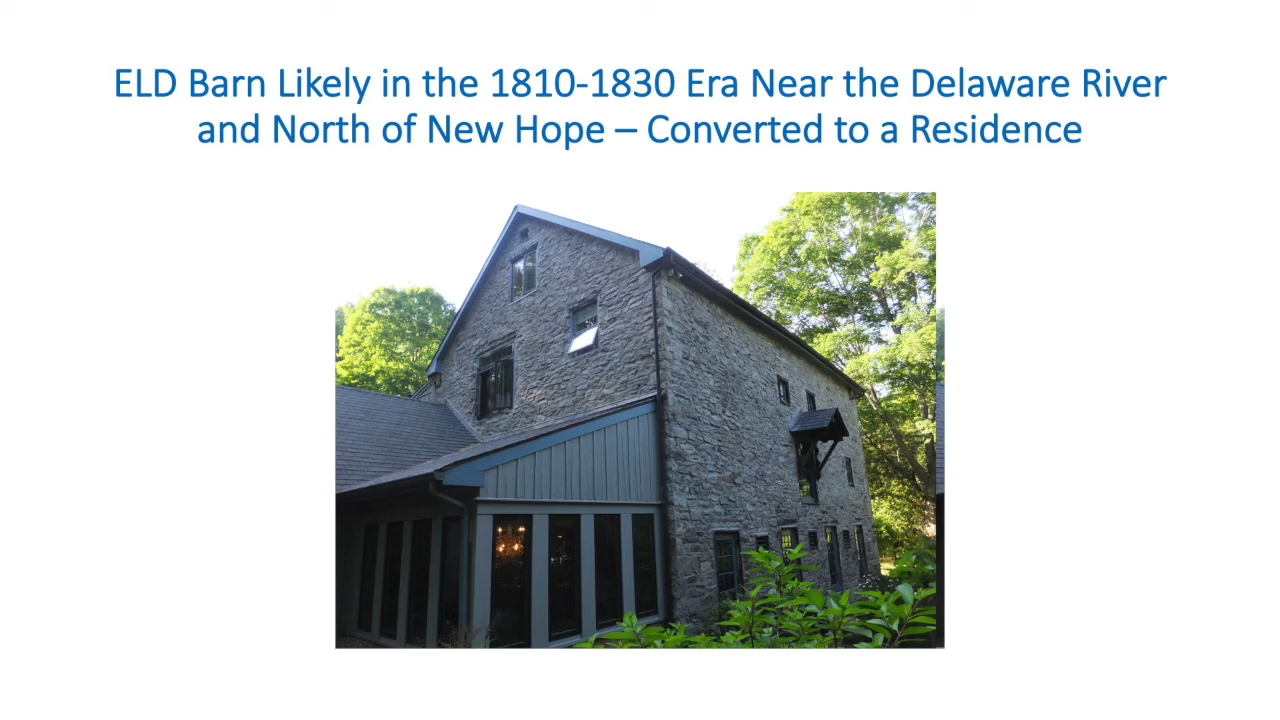 ELD Barn Likely in the 1810-1830 Era Near the Delaware River
and North of New Hope – Converted to a Residence